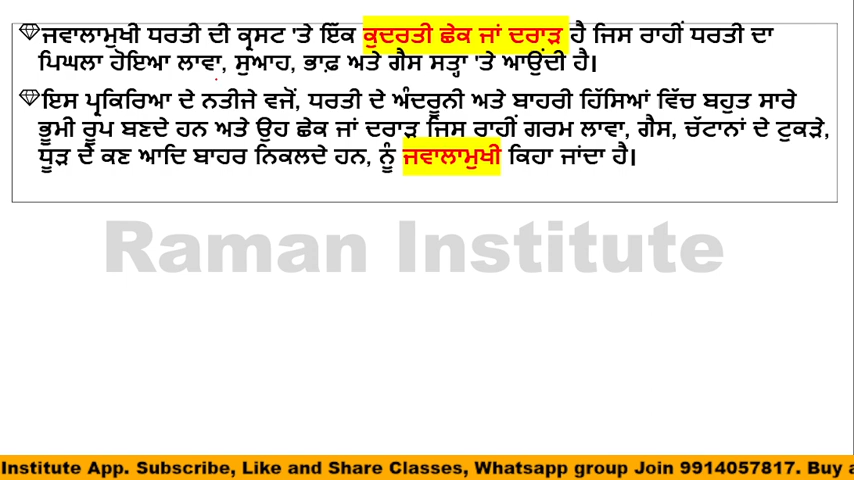 ਜਵਾਲਾਮੁਖੀ ਧਰਤੀ ਦੀ ਕ੍ਰਸਟ 'ਤੇ ਇੱਕ ਕੁਦਰਤੀ ਛੇਕ ਜਾਂ ਦਰਾੜ ਹੈ ਜਿਸ ਰਾਹੀਂ ਧਰਤੀ ਦਾ
ਪਿਘਲਾ ਹੋਇਆ ਲਾਵਾ, ਸੁਆਹ, ਭਾਫ਼ ਅਤੇ ਗੈਸ ਸਤ੍ਹਾ 'ਤੇ ਆਉਂਦੀ ਹੈ।
ਇਸ ਪ੍ਰਕਿਰਿਆ ਦੇ ਨਤੀਜੇ ਵਜੋਂ, ਧਰਤੀ ਦੇ ਅੰਦਰੂਨੀ ਅਤੇ ਬਾਹਰੀ ਹਿੱਸਿਆਂ ਵਿੱਚ ਬਹੁਤ ਸਾਰੇ
ਭੂਮੀ ਰੂਪ ਬਣਦੇ ਹਨ ਅਤੇ ਉਹ ਛੇਕ ਜਾਂ ਦਰਾੜ ਜਿਸ ਰਾਹੀਂ ਗਰਮ ਲਾਵਾ, ਗੈਸ, ਚੱਟਾਨਾਂ ਦੇ ਟੁਕੜੇ,
ਧੂੜ ਦੇ ਕਣ ਆਦਿ ਬਾਹਰ ਨਿਕਲਦੇ ਹਨ, ਨੂੰ ਜਵਾਲਾਮੁਖੀ ਕਿਹਾ ਜਾਂਦਾ ਹੈ।
Raman Institute
Institute App. Subscribe, Like and Share Classes, Whatsapp group Join 9914057817. Buy a